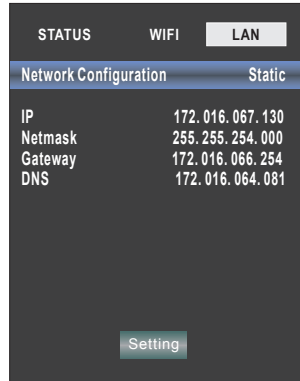 STATUS WIFI LAN
Network Configuration Static
IP 172.016.067.130
Netmask 255.255.254.000
Gateway 172.016.066.254
DNS 172.016.064.081
Setting